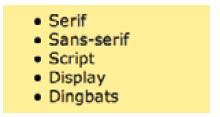 • Serif
• Sans-serif
• Script
• Display
• Dingbats